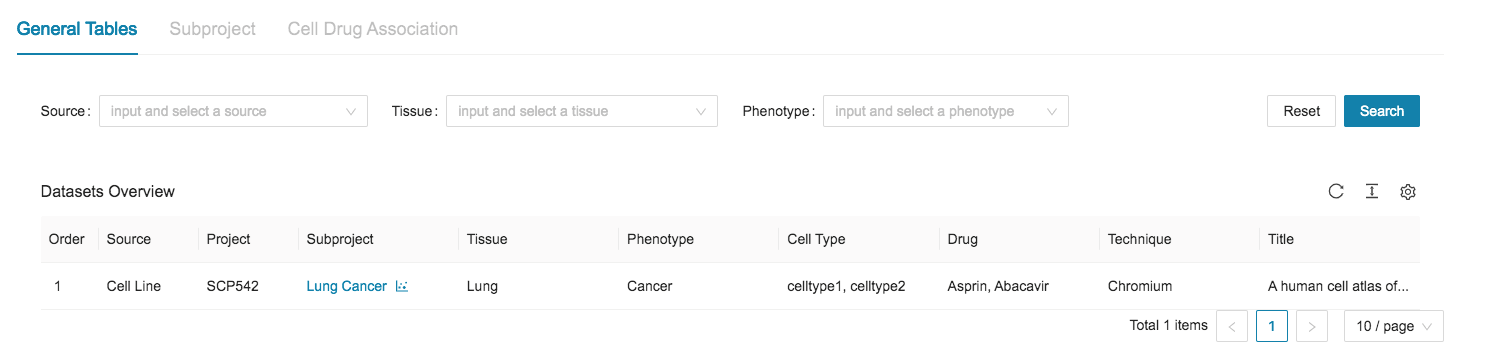 General Tables Subproject Cell Drug Association
Source: input and select a source Tissue: input and select a tissue Phenotype: input and select a phenotype Reset Search
Datasets Overview
Order Source Project Subproject Tissue Phenotype Cell Type Drug Technique Title
1 Cell Line SCP542 Lung Cancer Lung Cancer celltype1, celltype2 Asprin, Abacavir Chromium A human cell atlas of...
Total 1 items < 1 > 10 / page